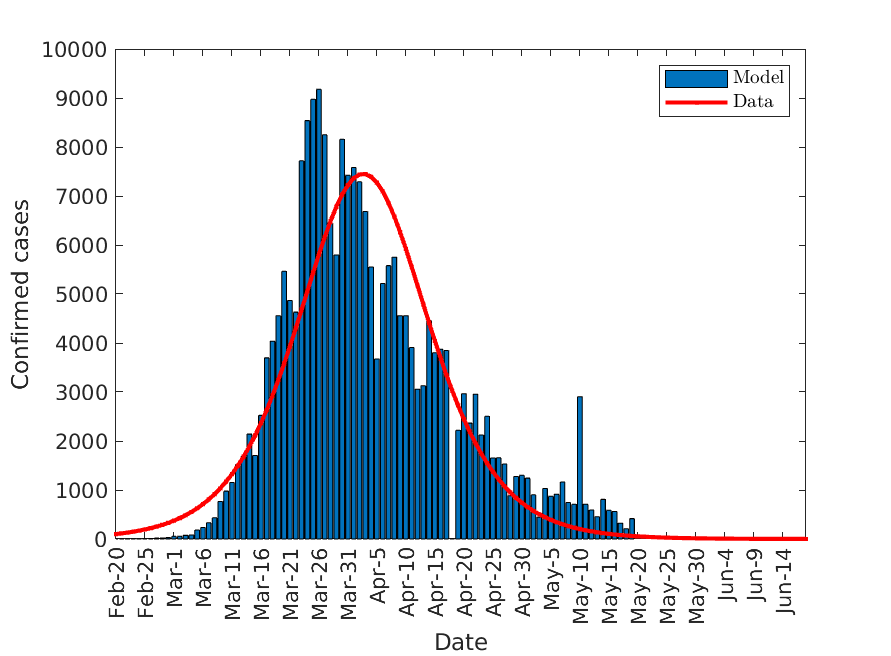 10000
9000
8000
7000
6000
5000
4000
3000
2000
1000
0
Confirmed cases
Model
Data
Feb-20
Feb-25
Mar-1
Mar-6
Mar-11
Mar-16
Mar-21
Mar-26
Mar-31
Apr-5
Apr-10
Apr-15
Apr-20
Apr-25
Apr-30
May-5
May-10
May-15
May-20
May-25
May-30
Jun-4
Jun-9
Jun-14
Date